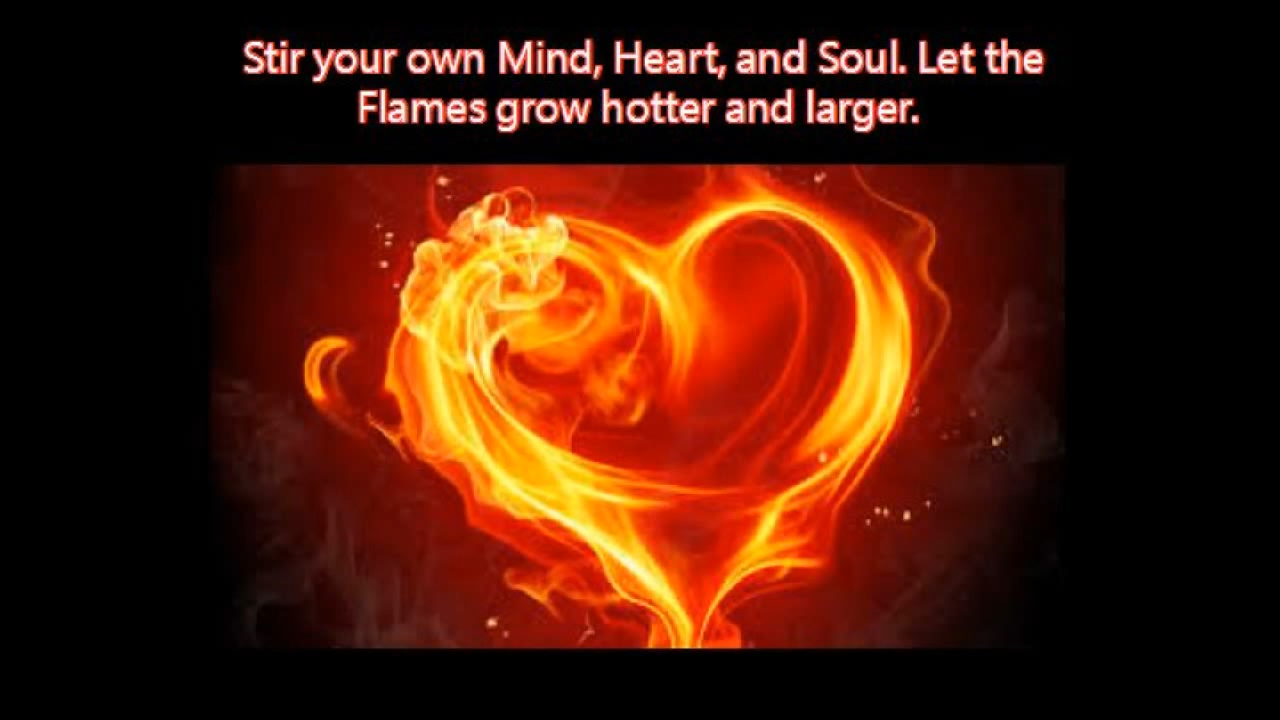 Stir your own Mind, Heart, and Soul. Let the
Flames grow hotter and larger.